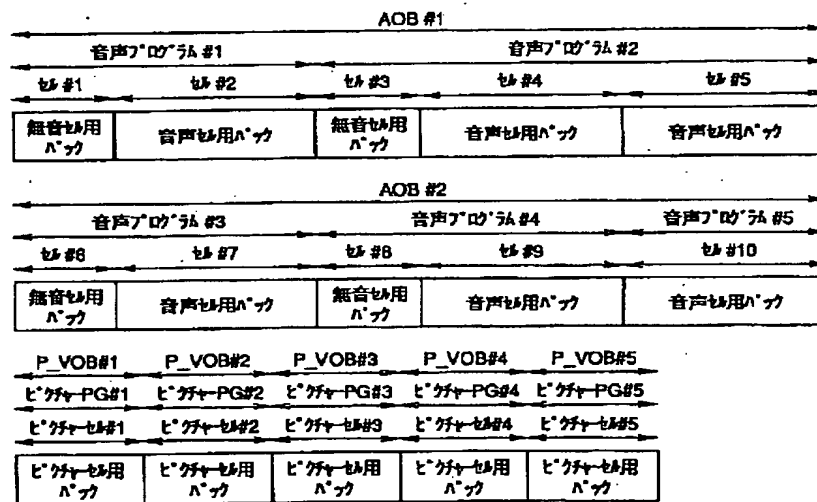 AOB #1
音声プログラム #1 音声プログラム #2
セル #1 セル #2 セル #3 セル #4 セル #5
無音セル用パック 音声セル用パック 無音セル用パック 音声セル用パック 音声セル用パック
AOB #2
音声プログラム #3 音声プログラム #4 音声プログラム #5
セル #6 セル #7 セル #8 セル #9 セル #10
無音セル用パック 音声セル用パック 無音セル用パック 音声セル用パック 音声セル用パック
P_VOB#1 P_VOB#2 P_VOB#3 P_VOB#4 P_VOB#5
ピクチャーPG#1 ピクチャーPG#2 ピクチャーPG#3 ピクチャーPG#4 ピクチャーPG#5
ピクチャーセル#1 ピクチャーセル#2 ピクチャーセル#3 ピクチャーセル#4 ピクチャーセル#5
ピクチャーセル用パック ピクチャーセル用パック ピクチャーセル用パック ピクチャーセル用パック ピクチャーセル用パック